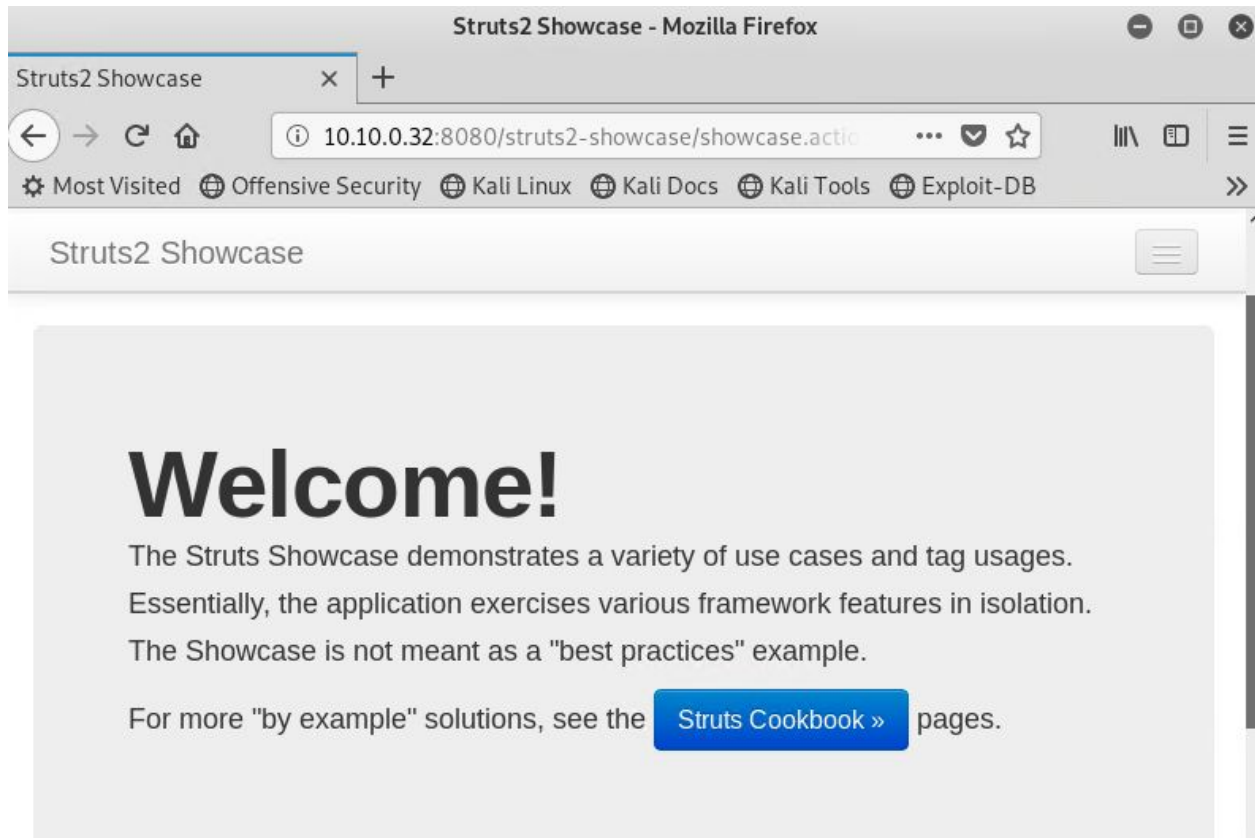 Struts2 Showcase - Mozilla Firefox
Struts2 Showcase
10.10.0.32:8080/struts2-showcase/showcase.actio
Most Visited Offensive Security Kali Linux Kali Docs Kali Tools Exploit-DB
Struts2 Showcase
Welcome!
The Struts Showcase demonstrates a variety of use cases and tag usages.
Essentially, the application exercises various framework features in isolation.
The Showcase is not meant as a "best practices" example.
For more "by example" solutions, see the Struts Cookbook » pages.